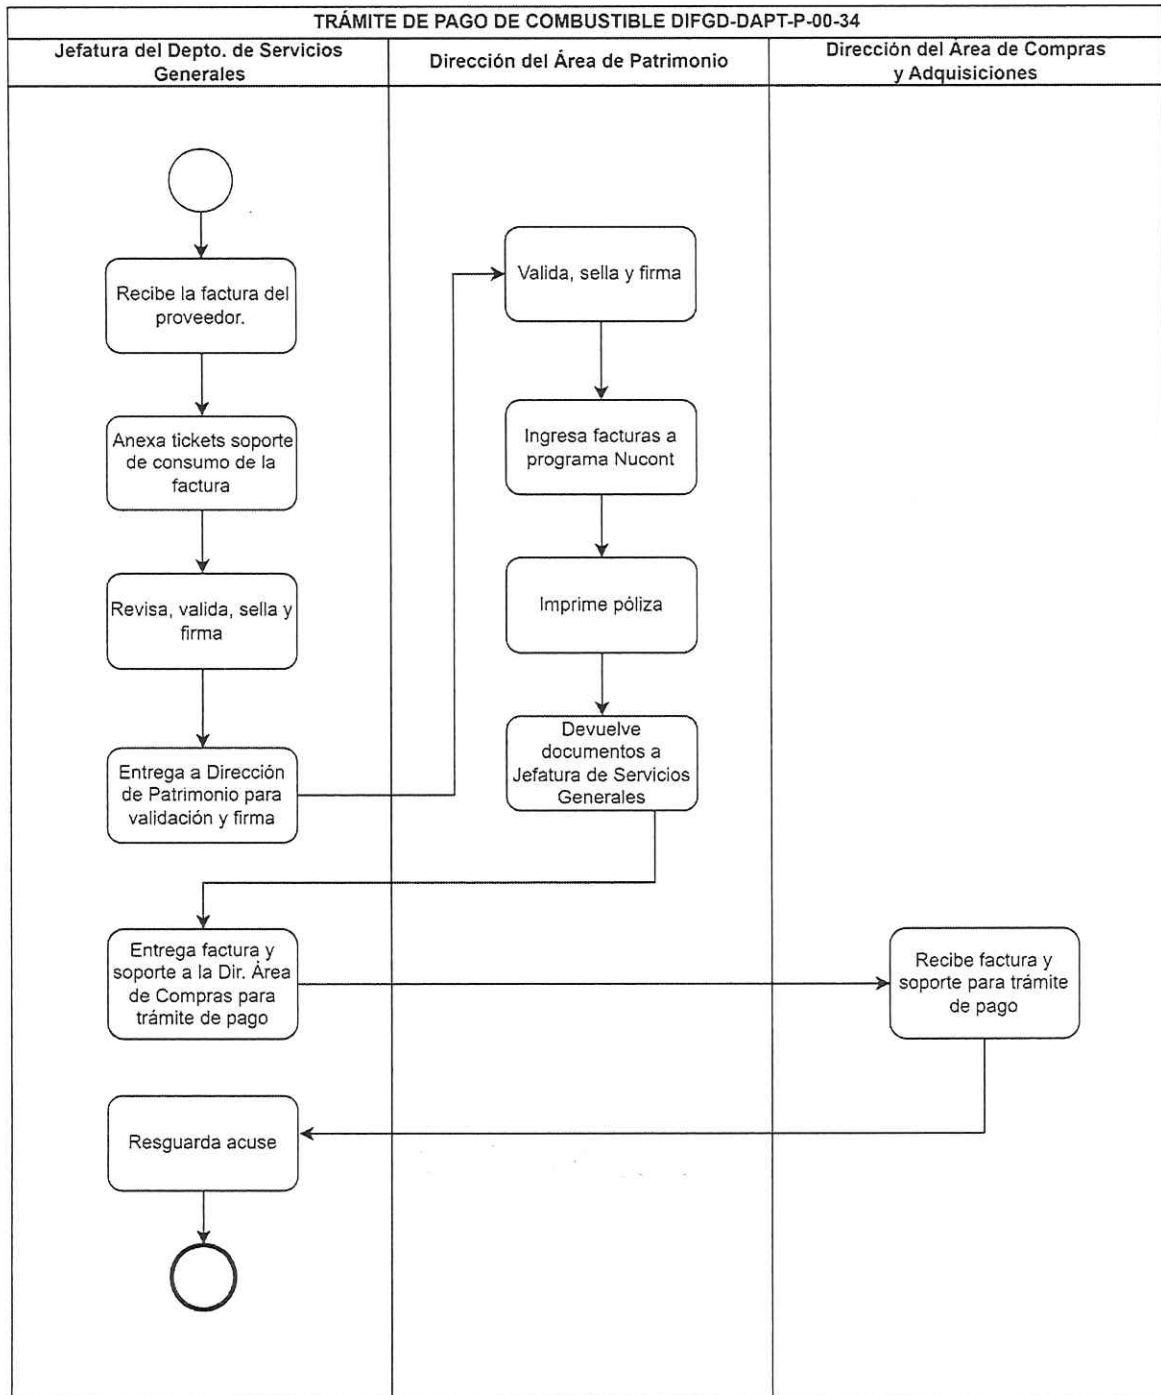 TRÁMITE DE PAGO DE COMBUSTIBLE DIFGD-DAPT-P-00-34
Jefatura del Depto. de Servicios
Generales
Dirección del Área de Patrimonio
Dirección del Área de Compras
y Adquisiciones
Recibe la factura del
proveedor.
Anexa tickets soporte
de consumo de la
factura
Revisa, valida, sella y
firma
Entrega a Dirección
de Patrimonio para
validación y firma
Valida, sella y firma
Ingresa facturas a
programa Nucont
Imprime póliza
Devuelve
documentos a
Jefatura de Servicios
Generales
Entrega factura y
soporte a la Dir. Área
de Compras para
trámite de pago
Recibe factura y
soporte para trámite
de pago
Resguarda acuse